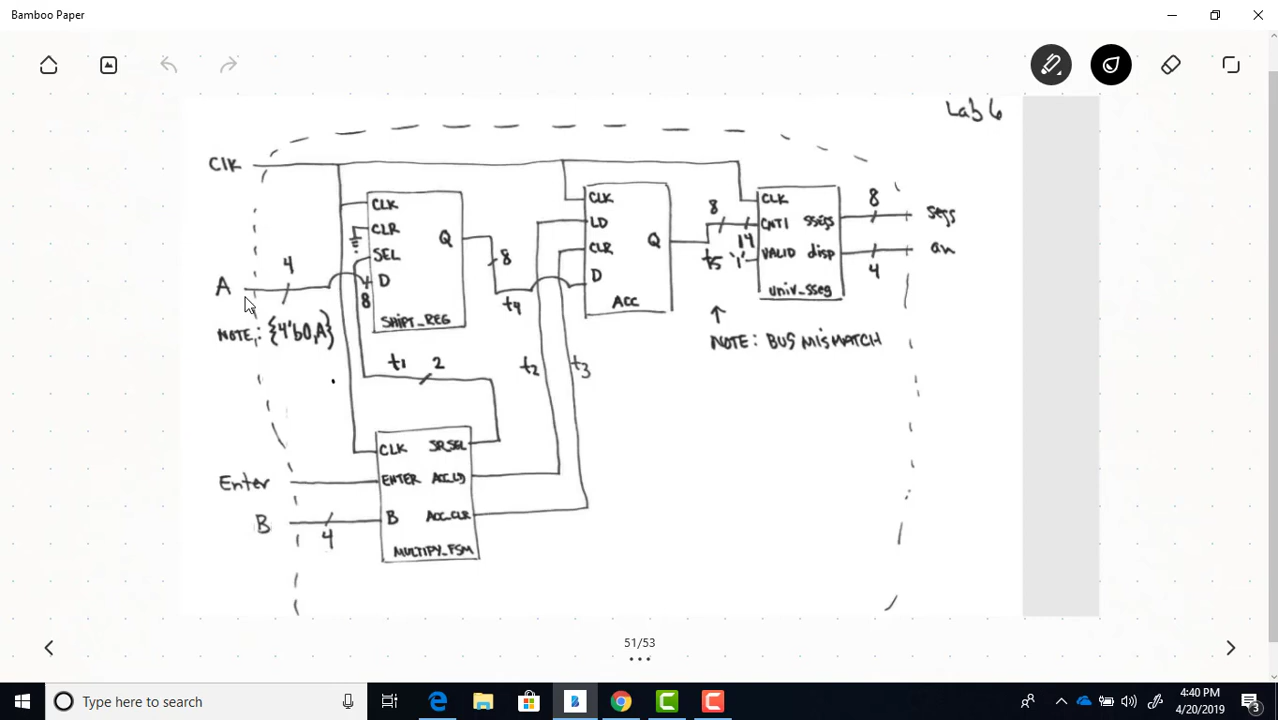 Bamboo Paper
Lab 6
Clk
CLK
CLR
SEL
D
Q
8
SHIFT_REG
A
4
NOTE: {4'b0,A}
8
t4
t1
2
CLK
LD
CLR
D
Q
ACC
t2
t3
8
14
t5
'1'
CLK
CNT1
VALID
ssegs
disp
univ_sseg
8
segs
4
an
↑
NOTE: BUS MISMATCH
Enter
B
4
CLK
ENTER
B
SR_SEL
ACC_LD
ACC_CLR
MULTIPY_FSM
51/53
Type here to search
4:40 PM
4/20/2019
3